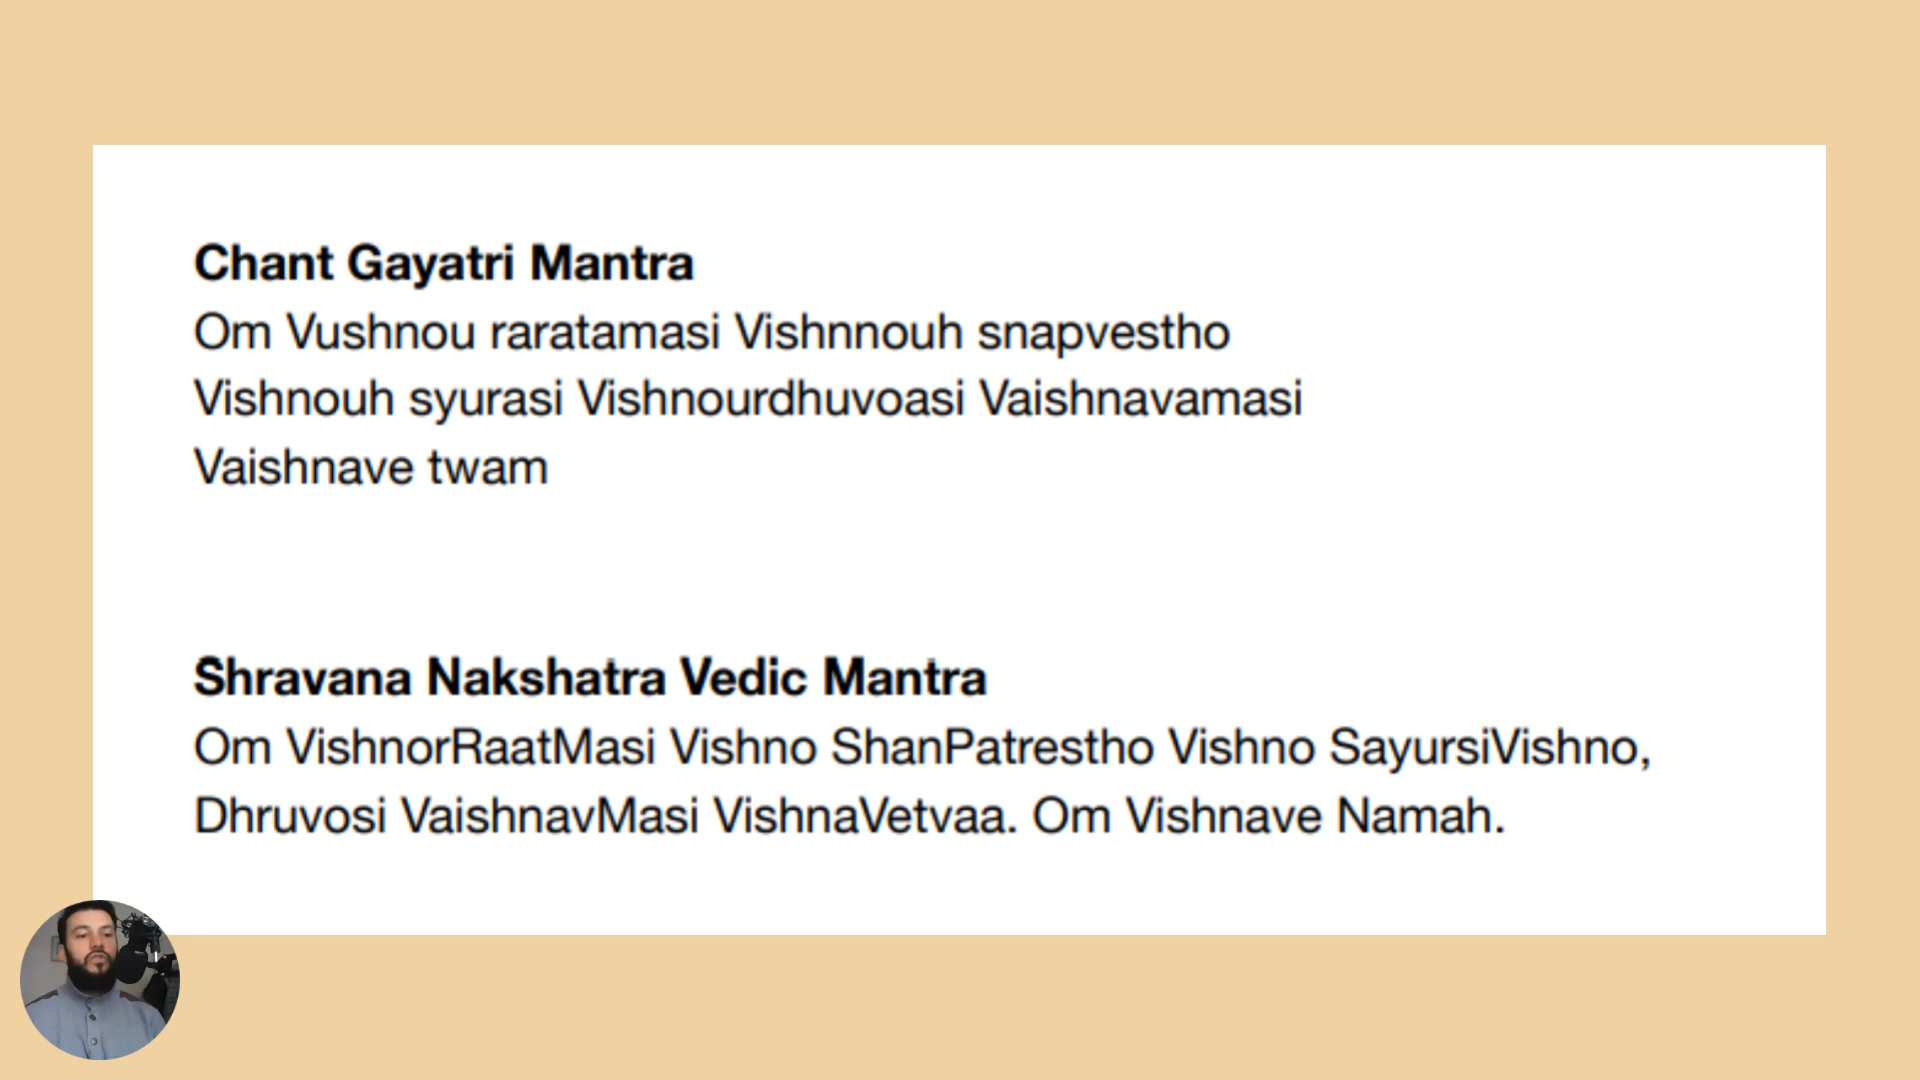 Chant Gayatri Mantra
Om Vushnou raratamasi Vishnnouh snapvestho
Vishnouh syurasi Vishnourdhuvoasi Vaishnavamasi
Vaishnave twam
Shravana Nakshatra Vedic Mantra
Om VishnorRaatMasi Vishno ShanPatrestho Vishno SayursiVishno,
Dhruvosi VaishnavMasi VishnaVetvaa. Om Vishnave Namah.